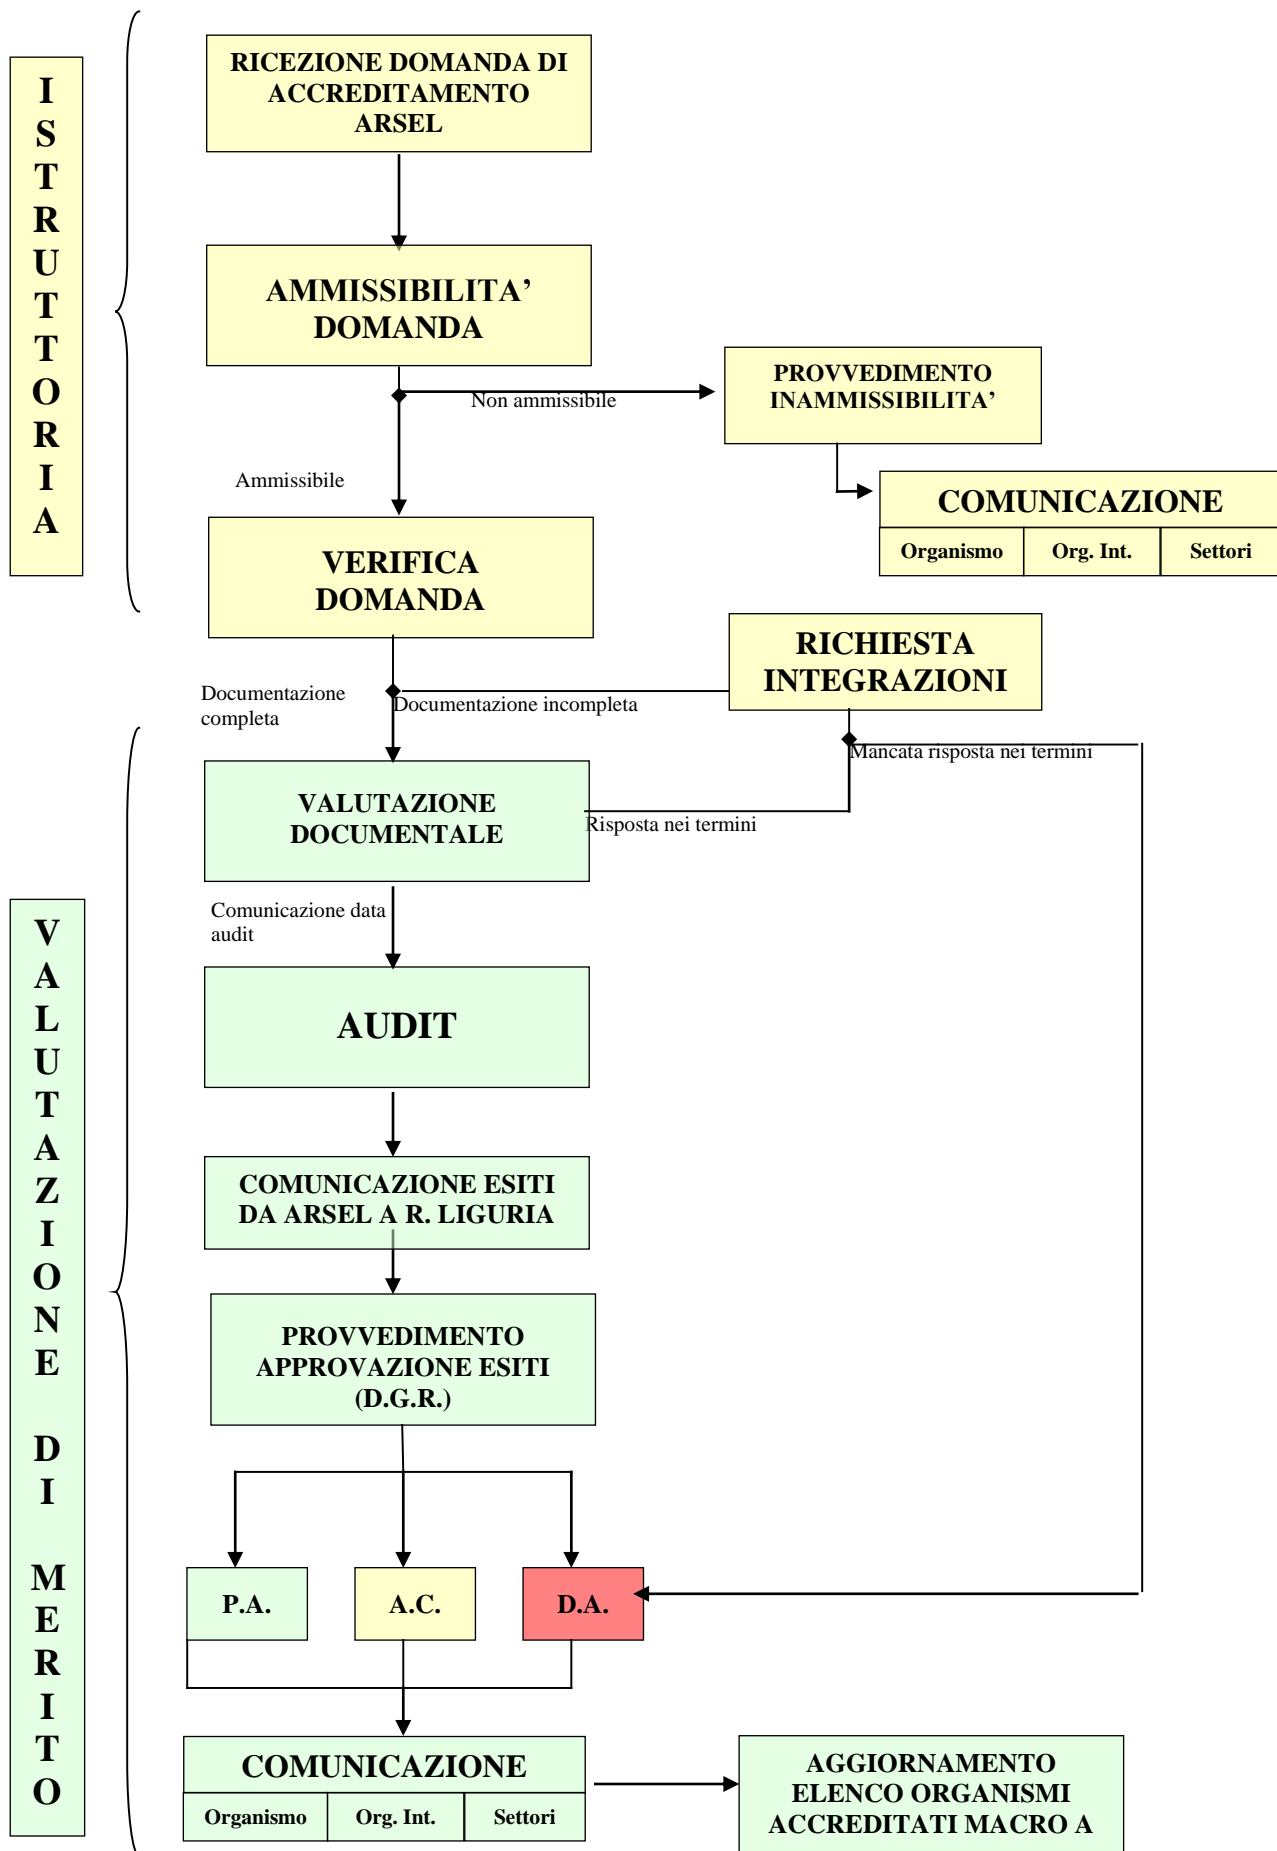 ISTRUTTORIA
RICEZIONE DOMANDA DI
ACCREDITAMENTO
ARSEL
AMMISSIBILITA’
DOMANDA
Non ammissibile
PROVVEDIMENTO
INAMMISSIBILITA’
Ammissibile
COMUNICAZIONE
Organismo Org. Int. Settori
VERIFICA
DOMANDA
RICHIESTA
INTEGRAZIONI
Documentazione
completa
Documentazione incompleta
Mancata risposta nei termini
VALUTAZIONE DI MERITO
VALUTAZIONE
DOCUMENTALE
Risposta nei termini
Comunicazione data
audit
AUDIT
COMUNICAZIONE ESITI
DA ARSEL A R. LIGURIA
PROVVEDIMENTO
APPROVAZIONE ESITI
(D.G.R.)
P.A. A.C. D.A.
COMUNICAZIONE
Organismo Org. Int. Settori
AGGIORNAMENTO
ELENCO ORGANISMI
ACCREDITATI MACRO A